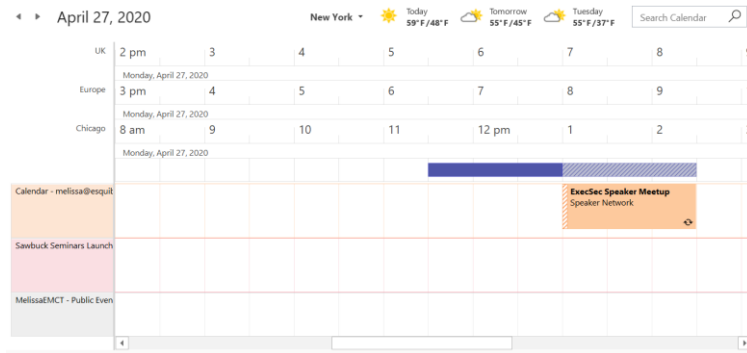 April 27, 2020 New York Today 59°F/48°F Tomorrow 55°F/45°F Tuesday 55°F/37°F Search Calendar
UK 2 pm 3 4 5 6 7 8
Monday, April 27, 2020
Europe 3 pm 4 5 6 7 8 9
Monday, April 27, 2020
Chicago 8 am 9 10 11 12 pm 1 2
Monday, April 27, 2020
Calendar - melissa@esquib ExecSec Speaker Meetup
Speaker Network
Sawbuck Seminars Launch
MelissaEMCT - Public Even